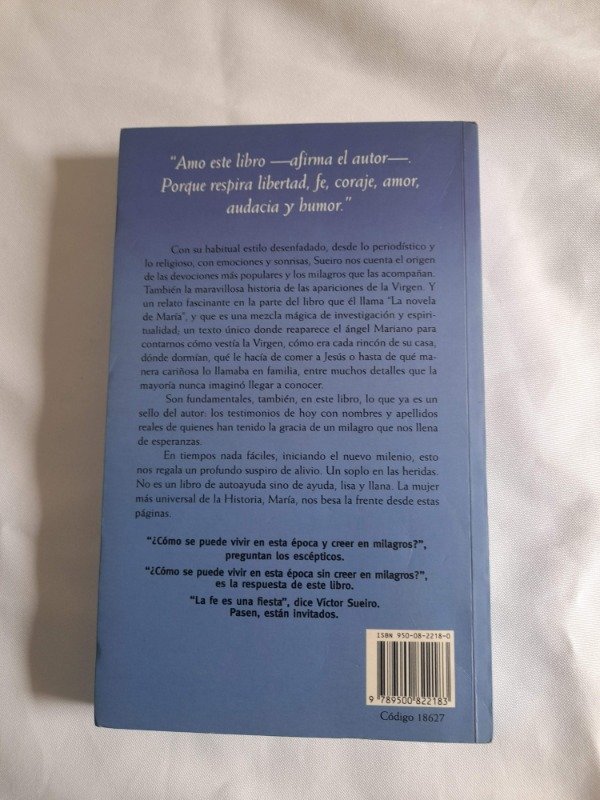 “Amo este libro —afirma el autor—.
Porque respira libertad, fe, coraje, amor,
audacia y humor.”
Con su habitual estilo desenfadado, desde lo periodístico y
lo religioso, con emociones y sonrisas, Sueiro nos cuenta el origen
de las devociones más populares y los milagros que las acompañan.
También la maravillosa historia de las apariciones de la Virgen. Y
un relato fascinante en la parte del libro que él llama “La novela
de María”, y que es una mezcla mágica de investigación y espiri-
tualidad; un texto único donde reaparece el ángel Mariano para
contarnos cómo vestía la Virgen, cómo era cada rincón de su casa,
dónde dormían, qué le hacía de comer a Jesús o hasta de qué ma-
nera cariñosa lo llamaba en familia, entre muchos detalles que la
mayoría nunca imaginó llegar a conocer.
Son fundamentales, también, en este libro, lo que ya es un
sello del autor: los testimonios de hoy con nombres y apellidos
reales de quienes han tenido la gracia de un milagro que nos llena
de esperanzas.
En tiempos nada fáciles, iniciando el nuevo milenio, esto
nos regala un profundo suspiro de alivio. Un soplo en las heridas.
No es un libro de autoayuda sino de ayuda, lisa y llana. La mujer
más universal de la Historia, María, nos besa la frente desde estas
páginas.
“¿Cómo se puede vivir en esta época y creer en milagros?”,
preguntan los escépticos.
“¿Cómo se puede vivir en esta época sin creer en milagros?”,
es la respuesta de este libro.
“La fe es una fiesta”, dice Víctor Sueiro.
Pasen, están invitados.
ISBN 950-08-2218-0
9 789500 822183
Código 18627